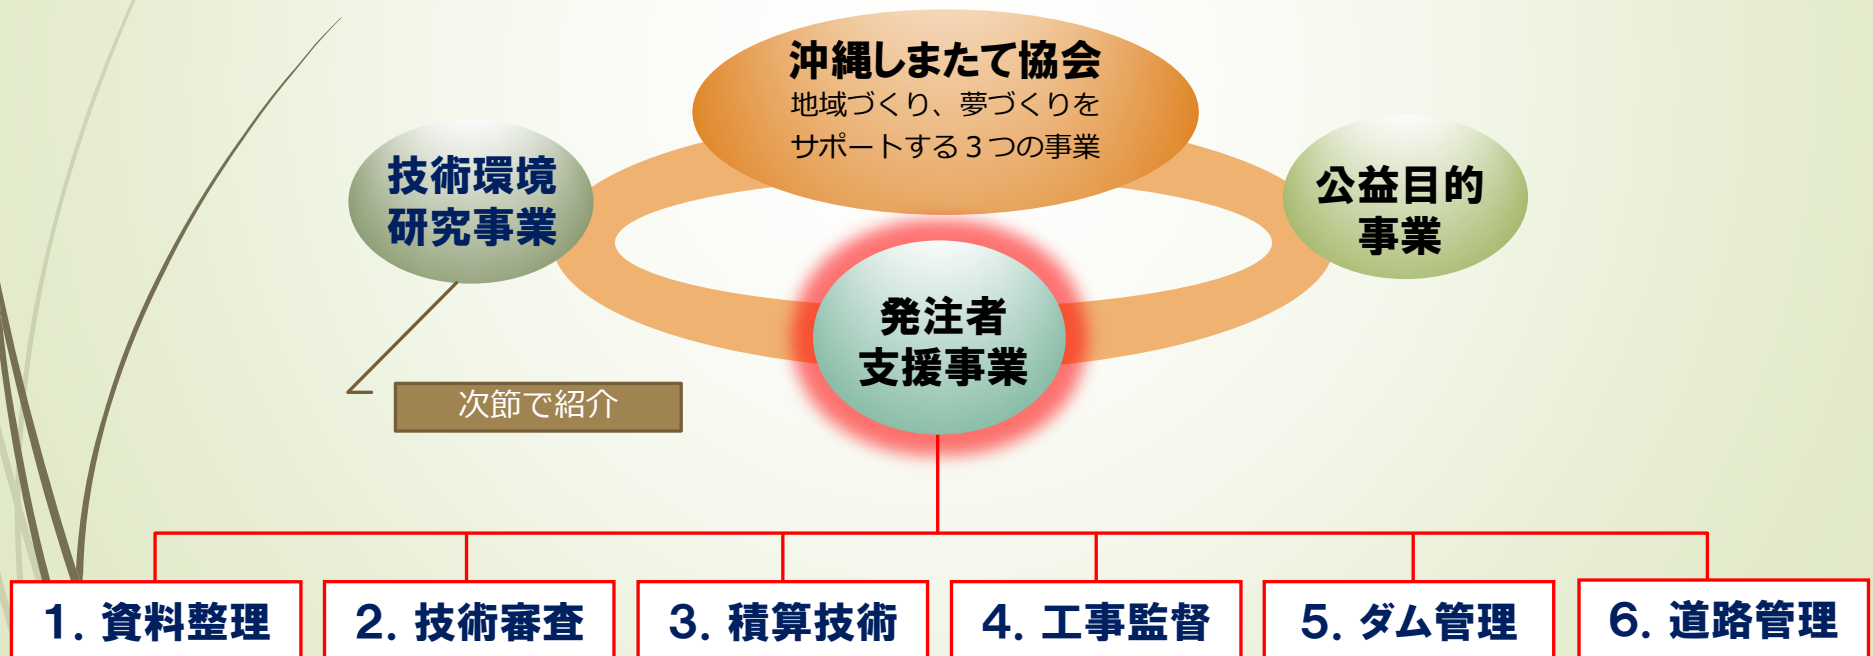 沖縄しまたて協会
地域づくり、夢づくりを
サポートする３つの事業
技術環境
研究事業
公益目的
事業
発注者
支援事業
次節で紹介
1. 資料整理
2. 技術審査
3. 積算技術
4. 工事監督
5. ダム管理
6. 道路管理